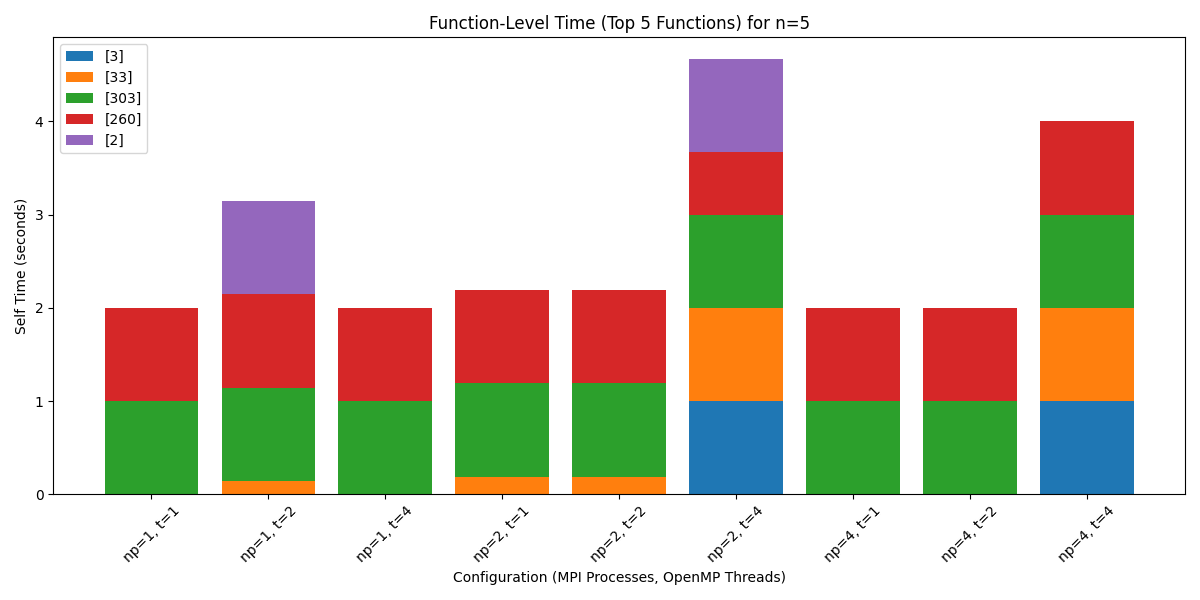 Function-Level Time (Top 5 Functions) for n=5
[3]
[33]
[303]
[260]
[2]
Self Time (seconds)
4
3
2
1
0
np=1, t=1
np=1, t=2
np=1, t=4
np=2, t=1
np=2, t=2
np=2, t=4
np=4, t=1
np=4, t=2
np=4, t=4
Configuration (MPI Processes, OpenMP Threads)